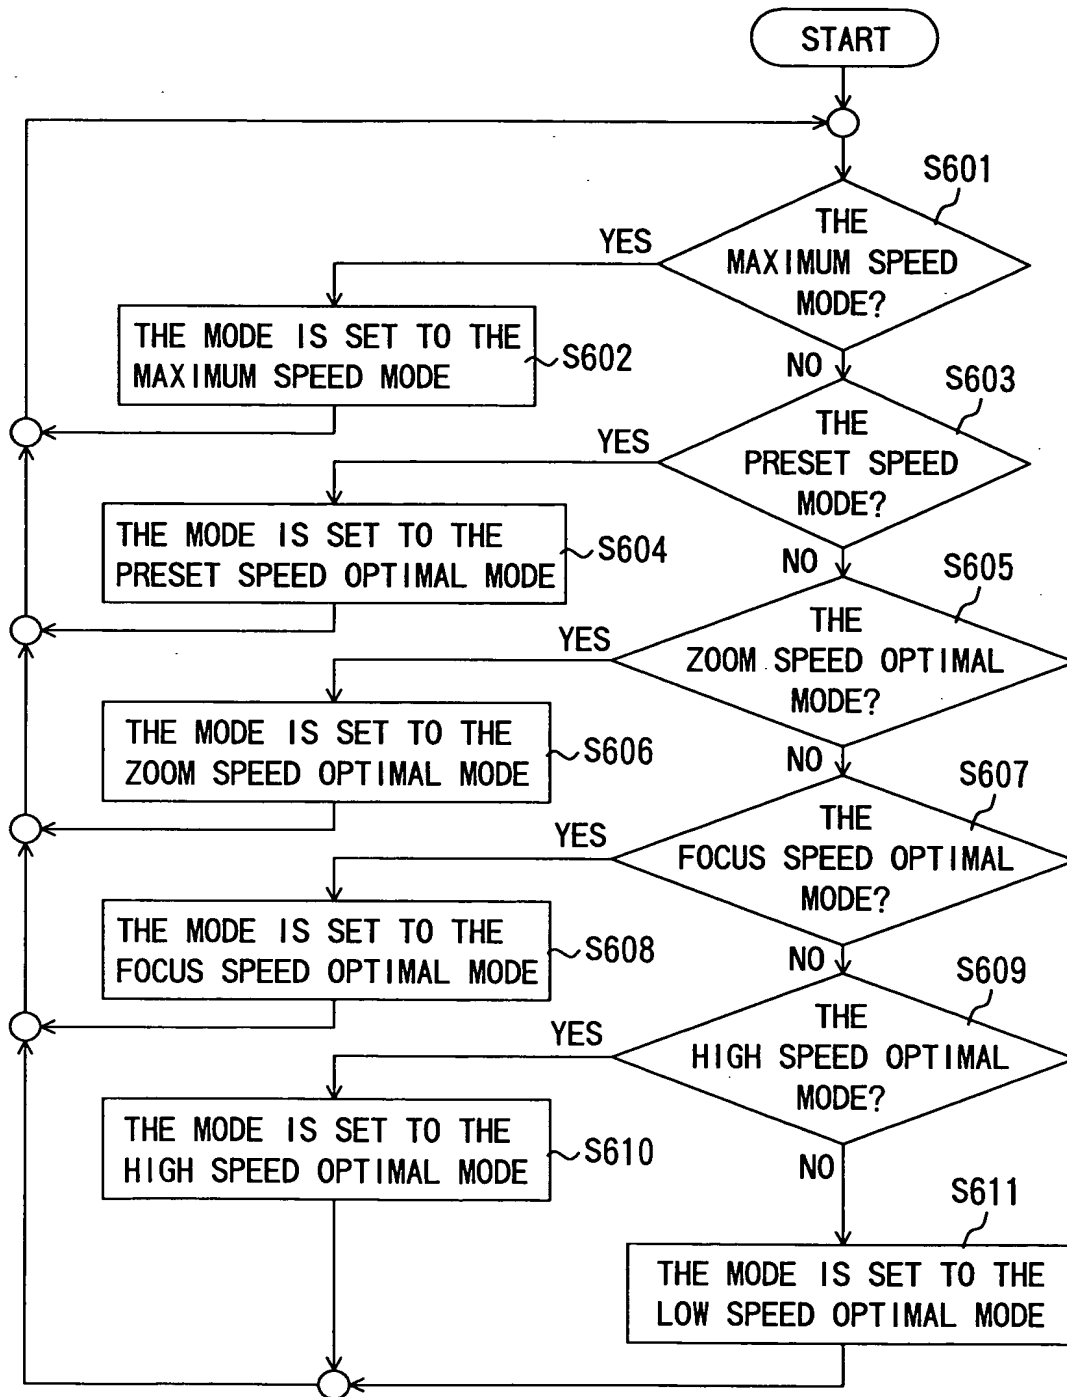 START
S601
THE
MAXIMUM SPEED
MODE?
YES
NO
THE MODE IS SET TO THE
MAXIMUM SPEED MODE
S602
S603
THE
PRESET SPEED
MODE?
YES
NO
THE MODE IS SET TO THE
PRESET SPEED OPTIMAL MODE
S604
S605
THE
ZOOM SPEED OPTIMAL
MODE?
YES
NO
THE MODE IS SET TO THE
ZOOM SPEED OPTIMAL MODE
S606
S607
THE
FOCUS SPEED OPTIMAL
MODE?
YES
NO
THE MODE IS SET TO THE
FOCUS SPEED OPTIMAL MODE
S608
S609
THE
HIGH SPEED OPTIMAL
MODE?
YES
NO
THE MODE IS SET TO THE
HIGH SPEED OPTIMAL MODE
S610
S611
THE MODE IS SET TO THE
LOW SPEED OPTIMAL MODE